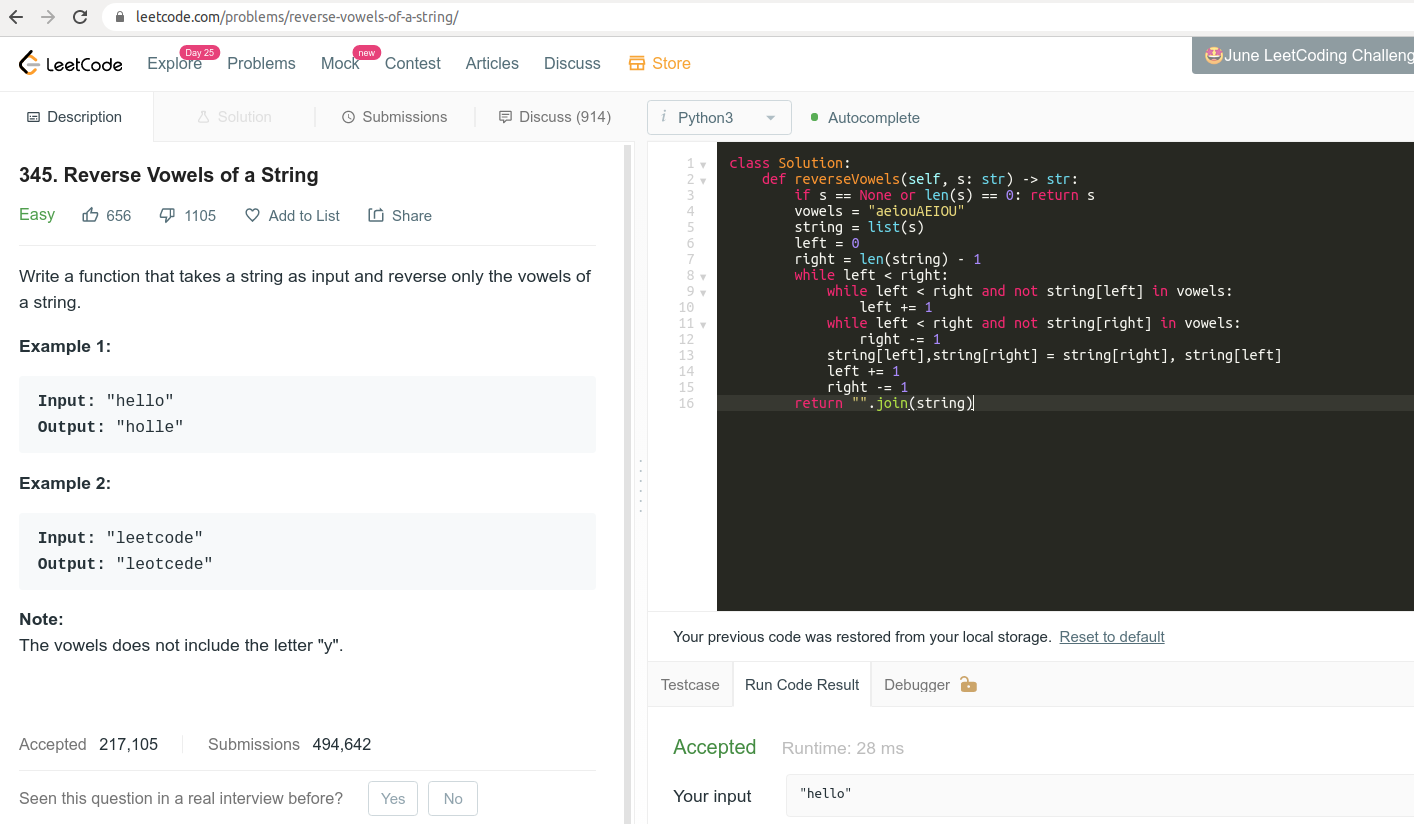 leetcode.com/problems/reverse-vowels-of-a-string/
LeetCode
Explore
Day 25
Problems
Mock
new
Contest
Articles
Discuss
Store
June LeetCoding Challeng
Description
Solution
Submissions
Discuss (914)
i Python3
Autocomplete
345. Reverse Vowels of a String
Easy
656
1105
Add to List
Share
Write a function that takes a string as input and reverse only the vowels of
a string.
Example 1:
Input: "hello"
Output: "holle"
Example 2:
Input: "leetcode"
Output: "leotcede"
Note:
The vowels does not include the letter "y".
Accepted 217,105
Submissions 494,642
Seen this question in a real interview before?
Yes
No
1 class Solution:
2     def reverseVowels(self, s: str) -> str:
3         if s == None or len(s) == 0: return s
4         vowels = "aeiouAEIOU"
5         string = list(s)
6         left = 0
7         right = len(string) - 1
8         while left < right:
9             while left < right and not string[left] in vowels:
10                 left += 1
11             while left < right and not string[right] in vowels:
12                 right -= 1
13             string[left],string[right] = string[right], string[left]
14             left += 1
15             right -= 1
16         return "".join(string)
Your previous code was restored from your local storage. Reset to default
Testcase
Run Code Result
Debugger
Accepted
Runtime: 28 ms
Your input
"hello"